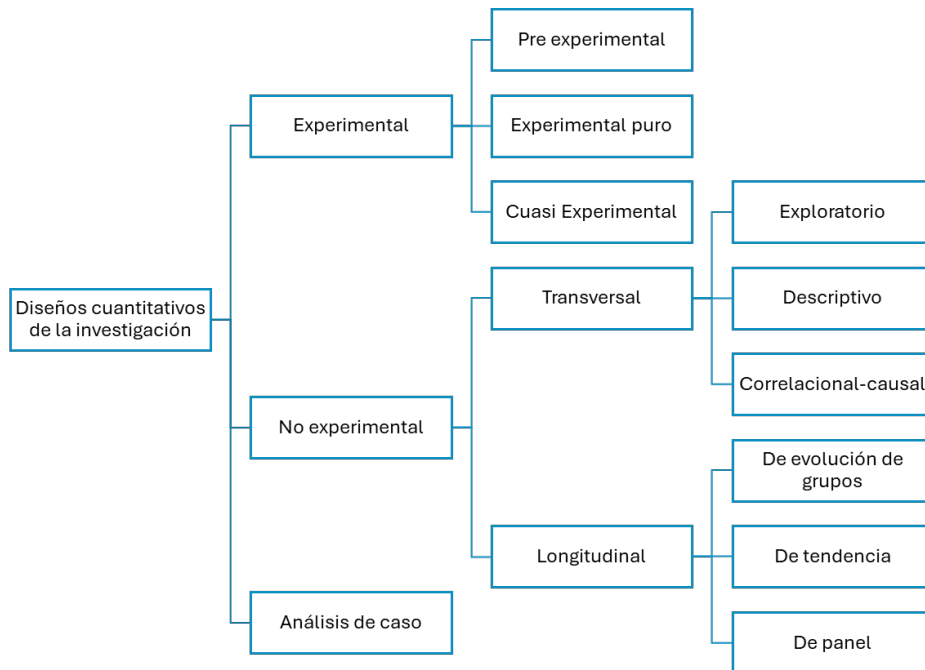 Diseños cuantitativos
de la investigación
Experimental
Pre experimental
Experimental puro
Cuasi Experimental
No experimental
Transversal
Exploratorio
Descriptivo
Correlacional-causal
Longitudinal
De evolución de
grupos
De tendencia
De panel
Análisis de caso